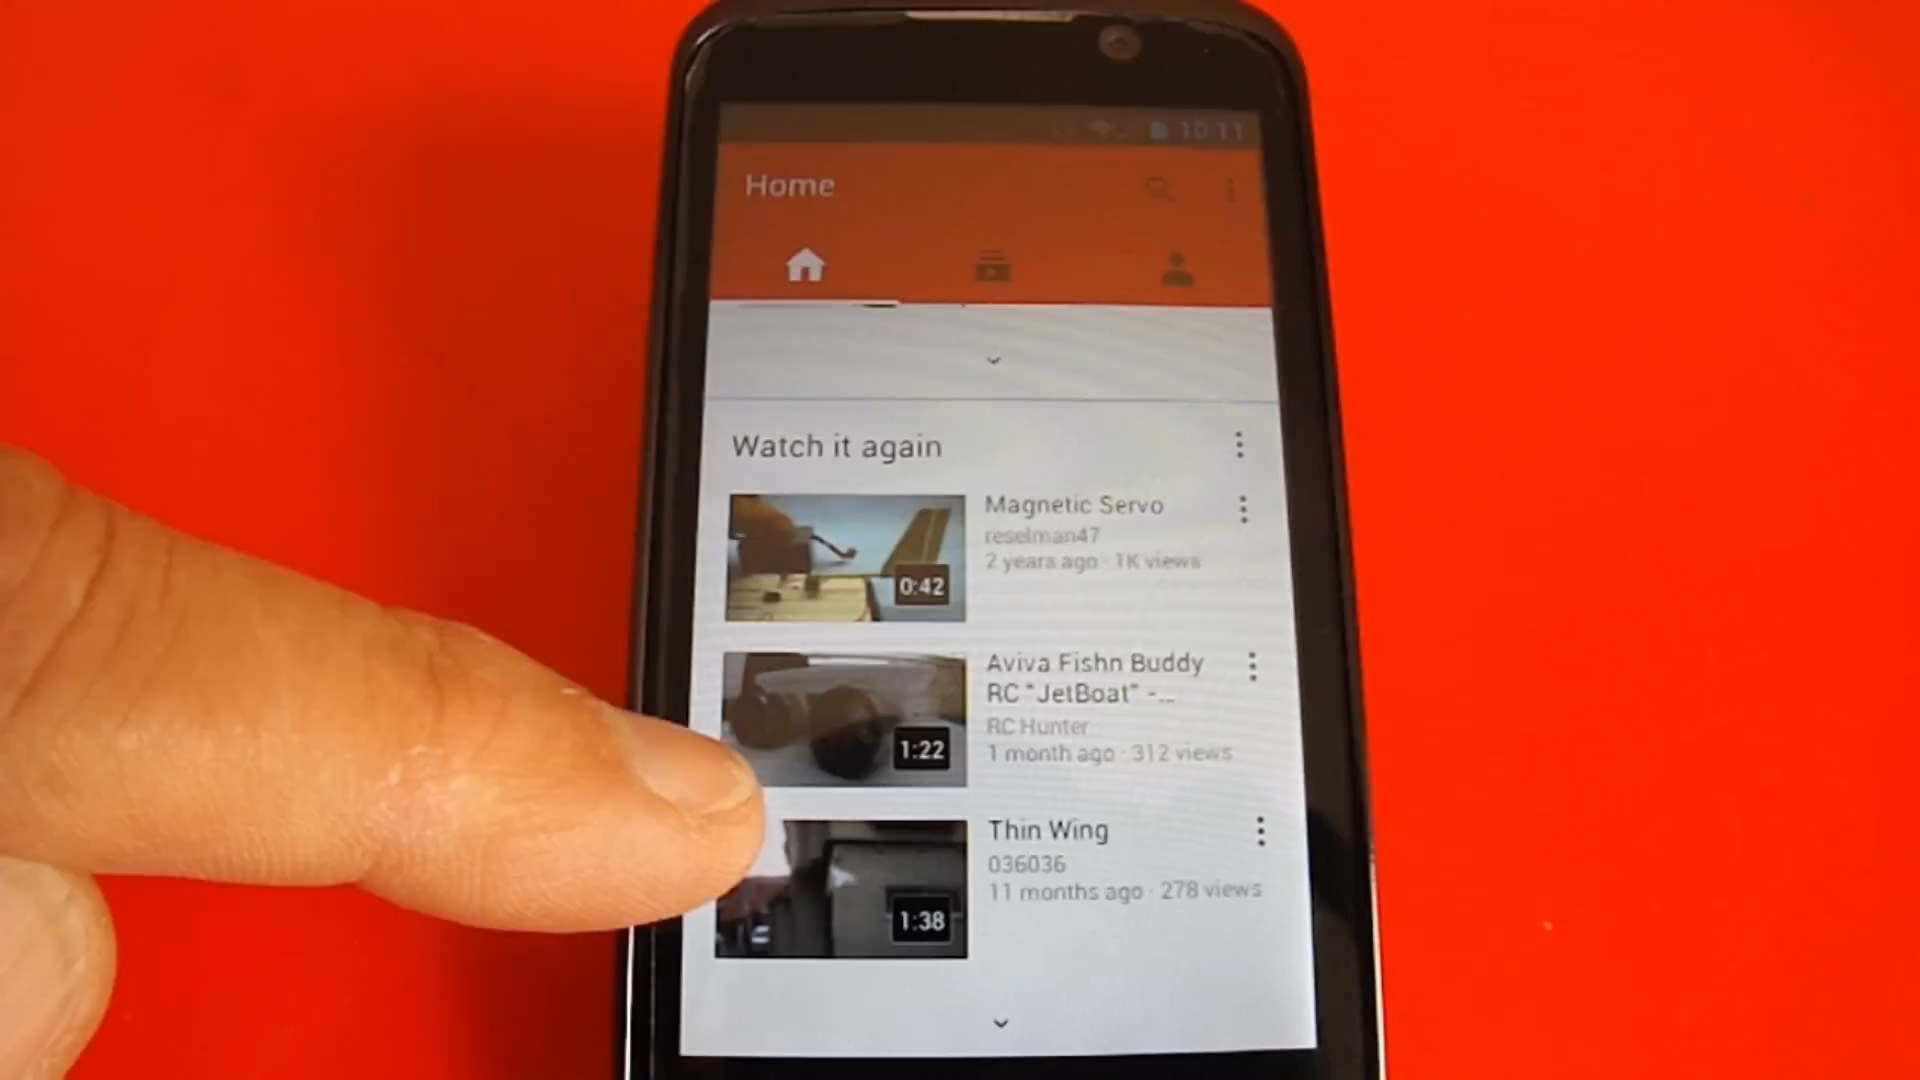 10:11
Home
Watch it again
Magnetic Servo
reselman47
2 years ago · 1K views
0:42
Aviva Fishn Buddy
RC "JetBoat" -...
RC Hunter
1 month ago · 312 views
1:22
Thin Wing
036036
11 months ago · 278 views
1:38